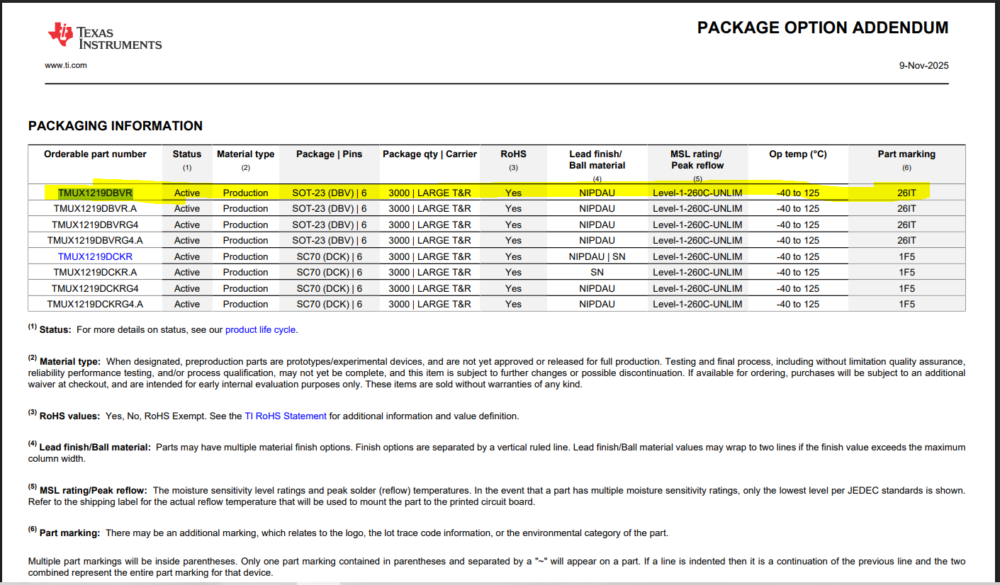 TEXAS
INSTRUMENTS
PACKAGE OPTION ADDENDUM
www.ti.com
9-Nov-2025
PACKAGING INFORMATION
Orderable part number Status Material type Package | Pins Package qty | Carrier RoHS Lead finish/ MSL rating/ Op temp (°C) Part marking
(1) (2) (3) Ball material Peak reflow (6)
(4) (5)
TMUX1219DBVR Active Production SOT-23 (DBV) | 6 3000 | LARGE T&R Yes NIPDAU Level-1-260C-UNLIM -40 to 125 26IT
TMUX1219DBVR.A Active Production SOT-23 (DBV) | 6 3000 | LARGE T&R Yes NIPDAU Level-1-260C-UNLIM -40 to 125 26IT
TMUX1219DBVRG4 Active Production SOT-23 (DBV) | 6 3000 | LARGE T&R Yes NIPDAU Level-1-260C-UNLIM -40 to 125 26IT
TMUX1219DBVRG4.A Active Production SOT-23 (DBV) | 6 3000 | LARGE T&R Yes NIPDAU Level-1-260C-UNLIM -40 to 125 26IT
TMUX1219DCKR Active Production SC70 (DCK) | 6 3000 | LARGE T&R Yes NIPDAU | SN Level-1-260C-UNLIM -40 to 125 1F5
TMUX1219DCKR.A Active Production SC70 (DCK) | 6 3000 | LARGE T&R Yes SN Level-1-260C-UNLIM -40 to 125 1F5
TMUX1219DCKRG4 Active Production SC70 (DCK) | 6 3000 | LARGE T&R Yes NIPDAU Level-1-260C-UNLIM -40 to 125 1F5
TMUX1219DCKRG4.A Active Production SC70 (DCK) | 6 3000 | LARGE T&R Yes NIPDAU Level-1-260C-UNLIM -40 to 125 1F5
(1) Status: For more details on status, see our product life cycle.
(2) Material type: When designated, preproduction parts are prototypes/experimental devices, and are not yet approved or released for full production. Testing and final process, including without limitation quality assurance,
reliability performance testing, and/or process qualification, may not yet be complete, and this item is subject to further changes or possible discontinuation. If available for ordering, purchases will be subject to an additional
waiver at checkout, and are intended for early internal evaluation purposes only. These items are sold without warranties of any kind.
(3) RoHS values: Yes, No, RoHS Exempt. See the TI RoHS Statement for additional information and value definition.
(4) Lead finish/Ball material: Parts may have multiple material finish options. Finish options are separated by a vertical ruled line. Lead finish/Ball material values may wrap to two lines if the finish value exceeds the maximum
column width.
(5) MSL rating/Peak reflow: The moisture sensitivity level ratings and peak solder (reflow) temperatures. In the event that a part has multiple moisture sensitivity ratings, only the lowest level per JEDEC standards is shown.
Refer to the shipping label for the actual reflow temperature that will be used to mount the part to the printed circuit board.
(6) Part marking: There may be an additional marking, which relates to the logo, the lot trace code information, or the environmental category of the part.
Multiple part markings will be inside parentheses. Only one part marking contained in parentheses and separated by a "~" will appear on a part. If a line is indented then it is a continuation of the previous line and the two
combined represent the entire part marking for that device.